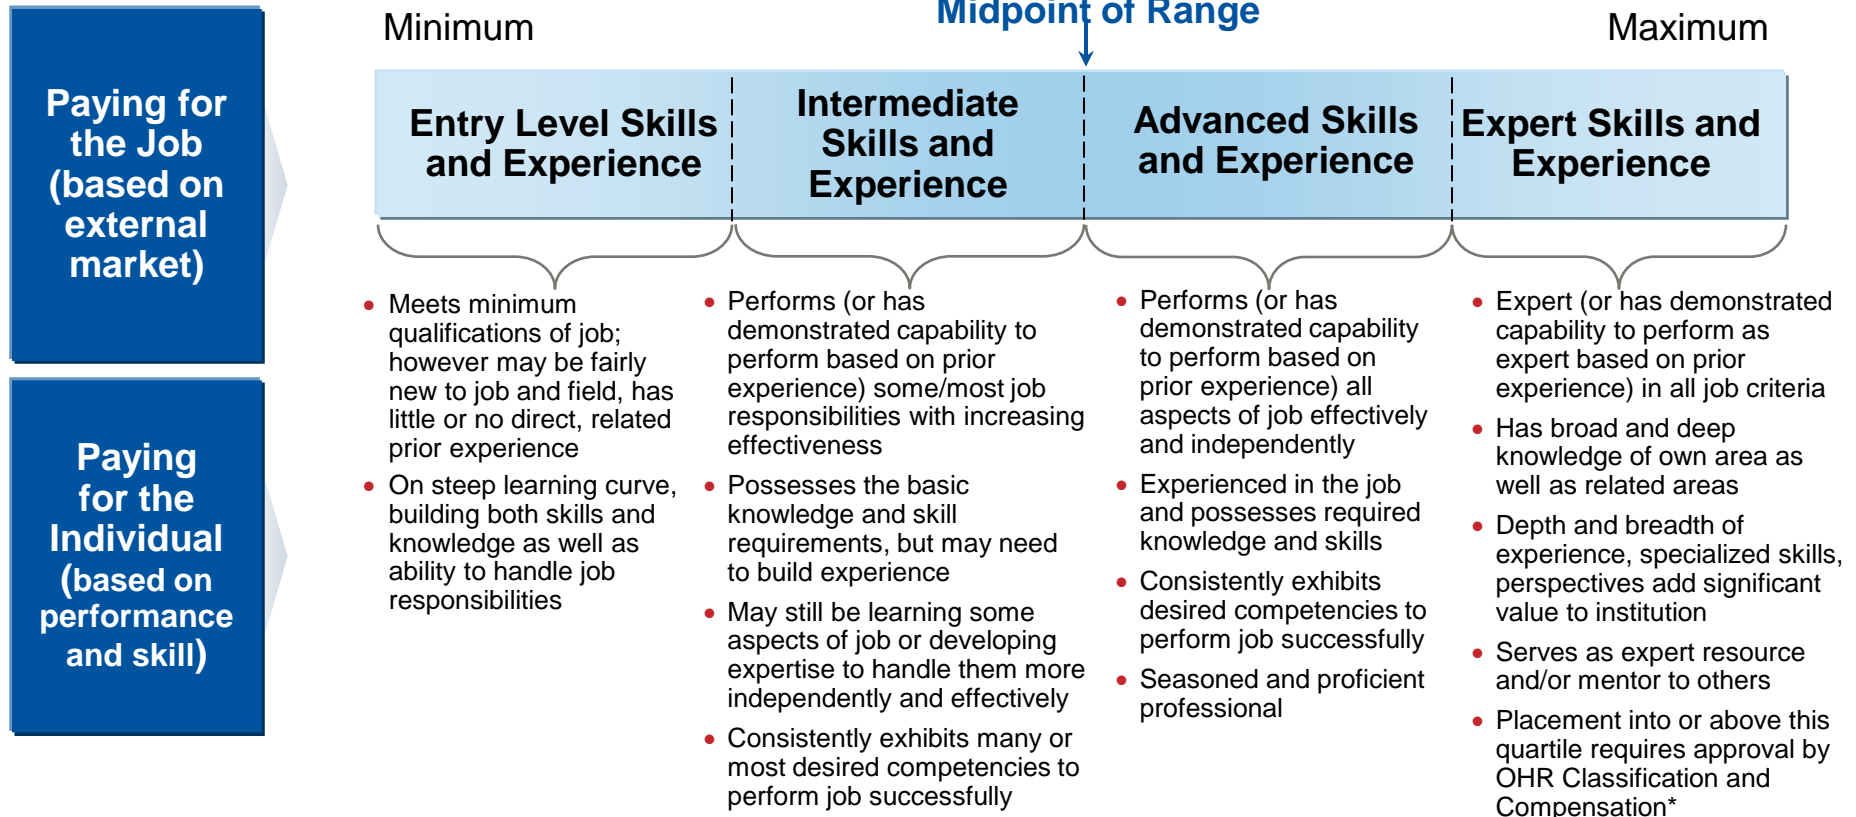 Paying for
the Job
(based on
external
market)
Paying
for the
Individual
(based on
performance
and skill)
Minimum
Midpoint of Range
Maximum
Entry Level Skills
and Experience
Intermediate
Skills and
Experience
Advanced Skills
and Experience
Expert Skills and
Experience
• Meets minimum
qualifications of job;
however may be fairly
new to job and field, has
little or no direct, related
prior experience
• On steep learning curve,
building both skills and
knowledge as well as
ability to handle job
responsibilities
• Performs (or has
demonstrated capability to
perform based on prior
experience) some/most job
responsibilities with increasing
effectiveness
• Possesses the basic
knowledge and skill
requirements, but may need
to build experience
• May still be learning some
aspects of job or developing
expertise to handle them more
independently and effectively
• Consistently exhibits many or
most desired competencies to
perform job successfully
• Performs (or has
demonstrated capability
to perform based on
prior experience) all
aspects of job effectively
and independently
• Experienced in the job
and possesses required
knowledge and skills
• Consistently exhibits
desired competencies to
perform job successfully
• Seasoned and proficient
professional
• Expert (or has demonstrated
capability to perform as
expert based on prior
experience) in all job criteria
• Has broad and deep
knowledge of own area as
well as related areas
• Depth and breadth of
experience, specialized skills,
perspectives add significant
value to institution
• Serves as expert resource
and/or mentor to others
• Placement into or above this
quartile requires approval by
OHR Classification and
Compensation*